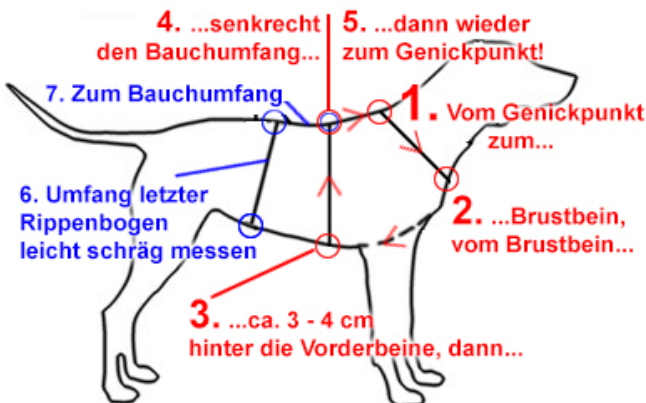 4. ...senkrecht
den Bauchumfang...
5. ...dann wieder
zum Genickpunkt!
7. Zum Bauchumfang
1. Vom Genickpunkt
zum...
6. Umfang letzter
Rippenbogen
leicht schräg messen
2. ...Brustbein,
vom Brustbein...
3. ...ca. 3 - 4 cm
hinter die Vorderbeine, dann...